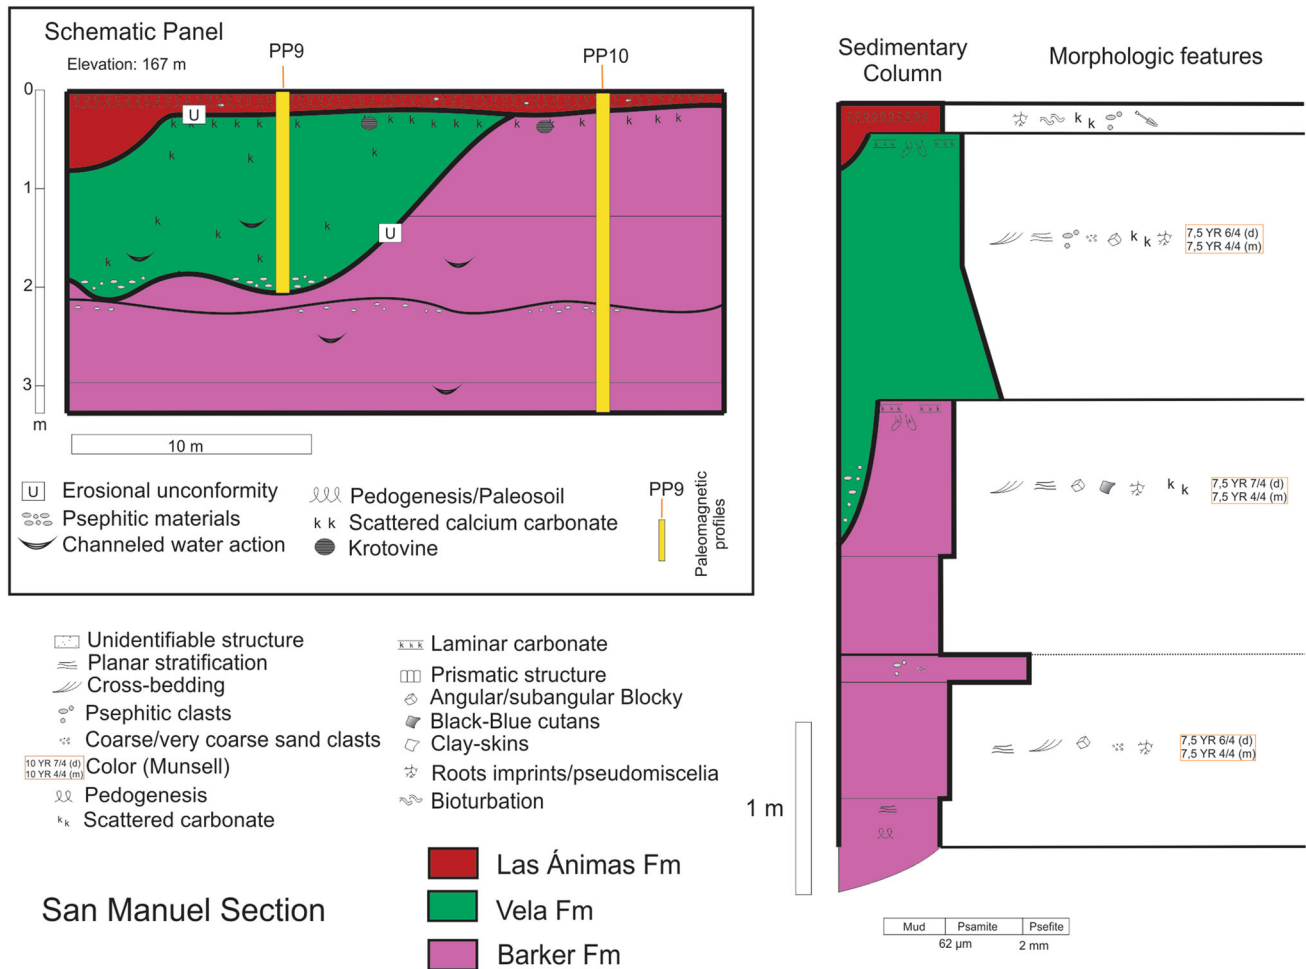 Schematic Panel
Elevation: 167 m
PP9
PP10
0
1
2
3
m
U
U
k k k k k k k k k k k k k k k k k k k
k k k k k k k k k
10 m
U Erosional unconformity
Psephitic materials
Channeled water action
Pedogenesis/Paleosoil
k k Scattered calcium carbonate
Krotovine
PP9
Paleomagnetic
profiles
Sedimentary
Column
Morphologic features
k k
k k k k k k
k k
7,5 YR 6/4 (d)
7,5 YR 4/4 (m)
k k k k k k
k k
7,5 YR 7/4 (d)
7,5 YR 4/4 (m)
7,5 YR 6/4 (d)
7,5 YR 4/4 (m)
1 m
Mud Psamite Psefite
62 µm 2 mm
Unidentifiable structure
Planar stratification
Cross-bedding
Psephitic clasts
Coarse/very coarse sand clasts
10 YR 7/4 (d)
10 YR 4/4 (m)
Color (Munsell)
Pedogenesis
k k Scattered carbonate
k k k Laminar carbonate
Prismatic structure
Angular/subangular Blocky
Black-Blue cutans
Clay-skins
Roots imprints/pseudomiscelia
Bioturbation
Las Ánimas Fm
Vela Fm
Barker Fm
San Manuel Section